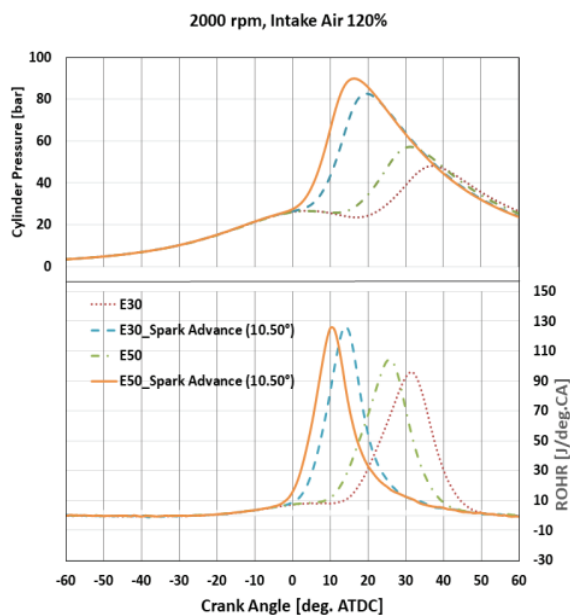 2000 rpm, Intake Air 120%
Cylinder Pressure [bar]
100
80
60
40
20
0
E30
E30_Spark Advance (10.50°)
E50
E50_Spark Advance (10.50°)
150
130
110
90
70
50
30
10
-10
-30
ROHR [J/deg.CA]
-60 -50 -40 -30 -20 -10 0 10 20 30 40 50 60
Crank Angle [deg. ATDC]